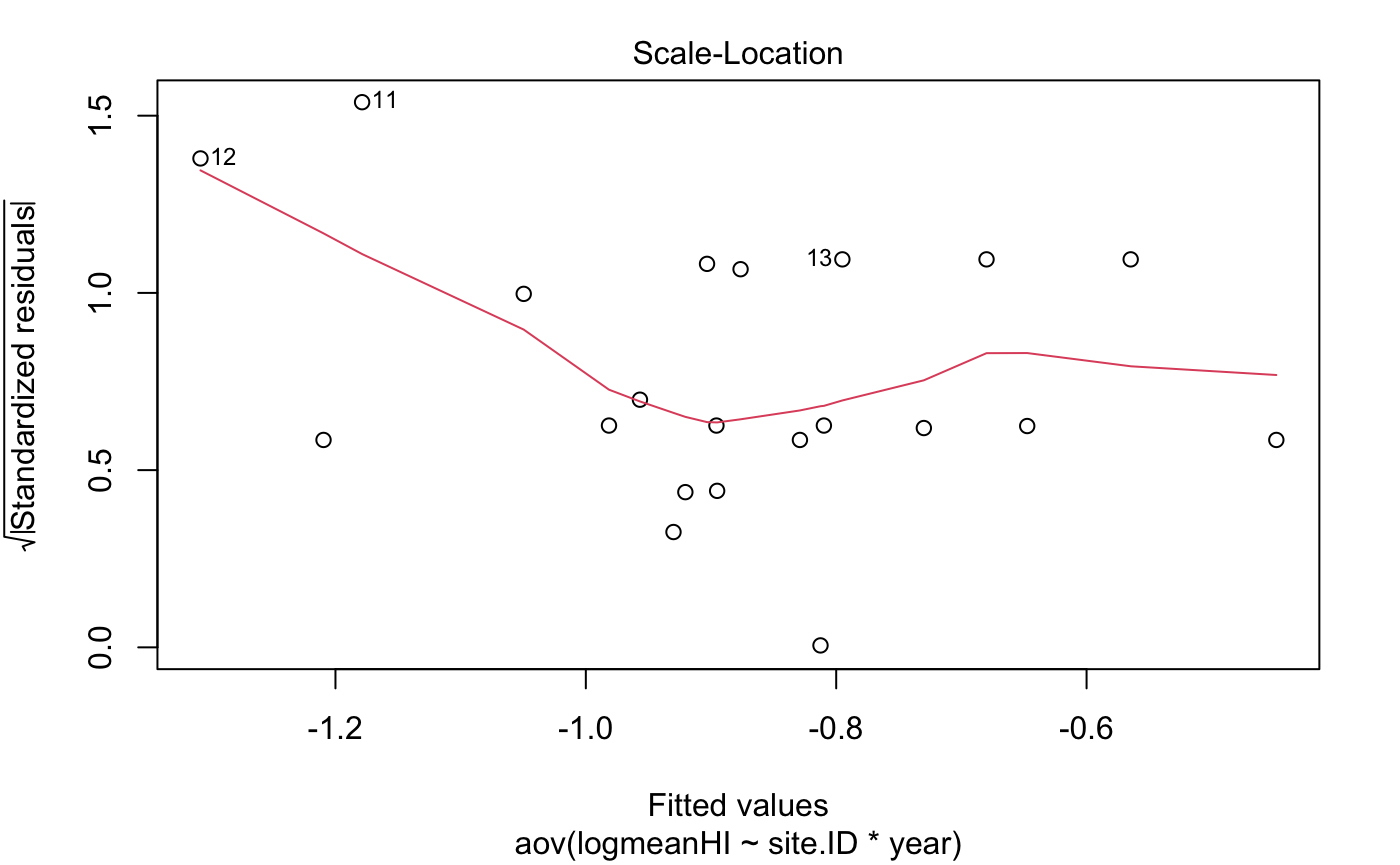 Scale-Location
√|Standardized residuals|
1.5
1.0
0.5
0.0
12
11
13
-1.2 -1.0 -0.8 -0.6
Fitted values
aov(logmeanHI ~ site.ID * year)